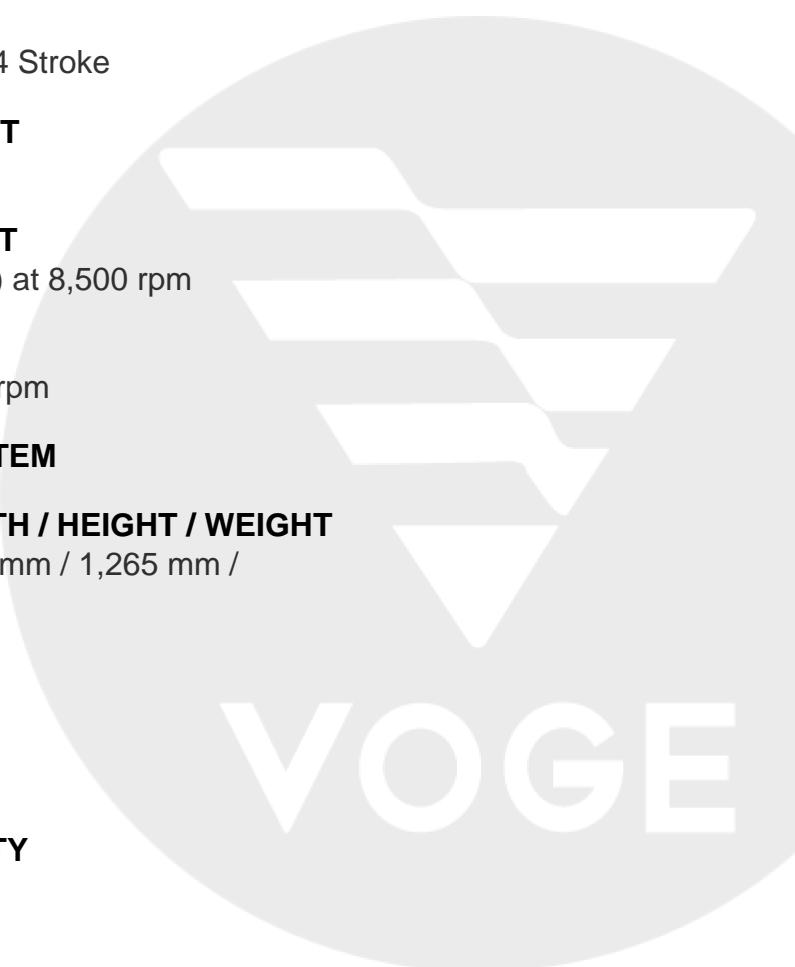 4 Stroke
T
T
) at 8,500 rpm
rpm
TEM
TH / HEIGHT / WEIGHT
mm / 1,265 mm /
VOGE
TY